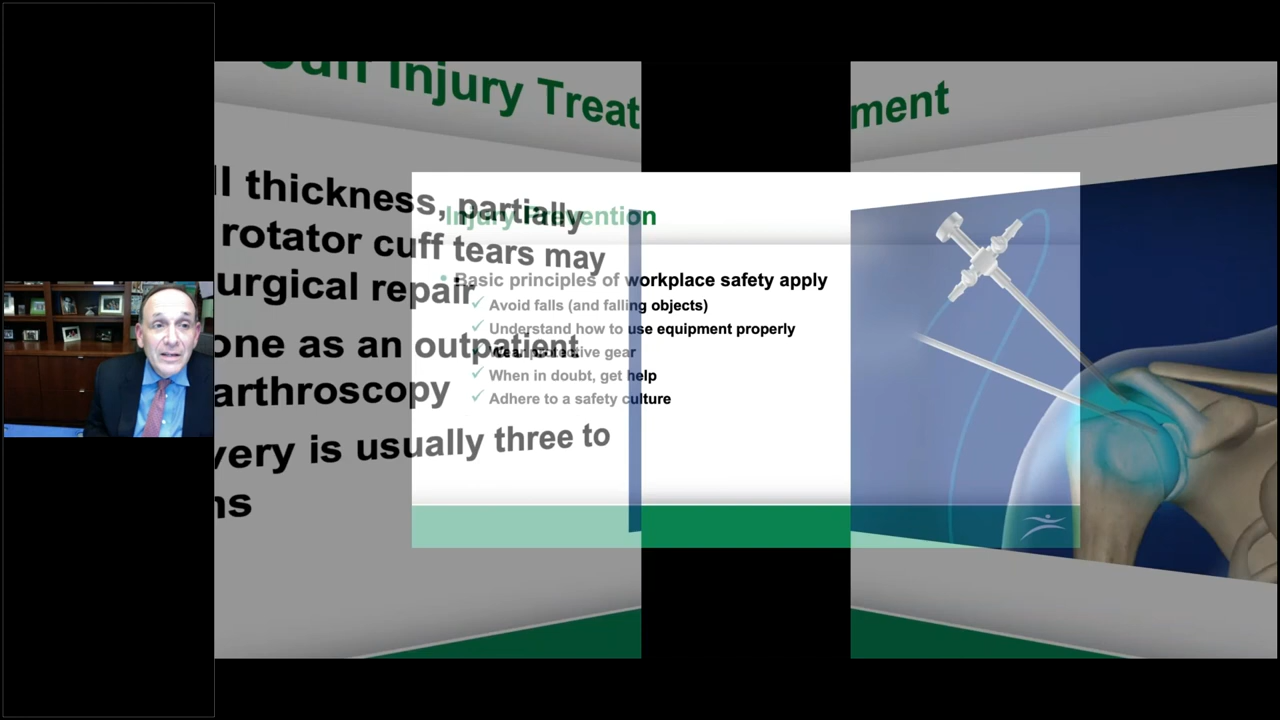 Cuff Injury Treat
ment
ll thickness, partially
rotator cuff tears may
urgical repair
one as an outpatient
arthroscopy
very is usually three to
ns
Injury Prevention
• Basic principles of workplace safety apply
✓ Avoid falls (and falling objects)
✓ Understand how to use equipment properly
✓ Wear protective gear
✓ When in doubt, get help
✓ Adhere to a safety culture